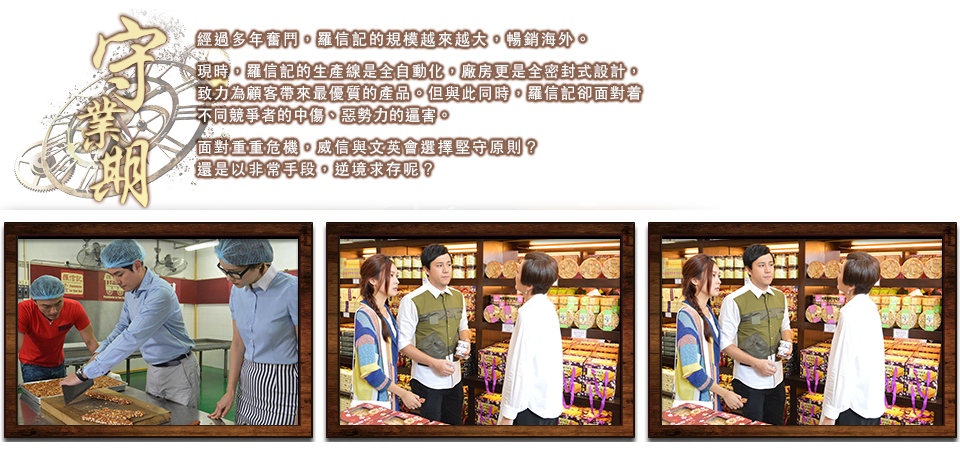 守業期
經過多年奮鬥，羅信記的規模越來越大，暢銷海外。
現時，羅信記的生產線是全自動化，廠房更是全密封式設計，
致力為顧客帶來最優質的產品。但與此同時，羅信記卻面對着
不同競爭者的中傷、惡勢力的逼害。
面對重重危機，威信與文英會選擇堅守原則？
還是以非常手段，逆境求存呢？